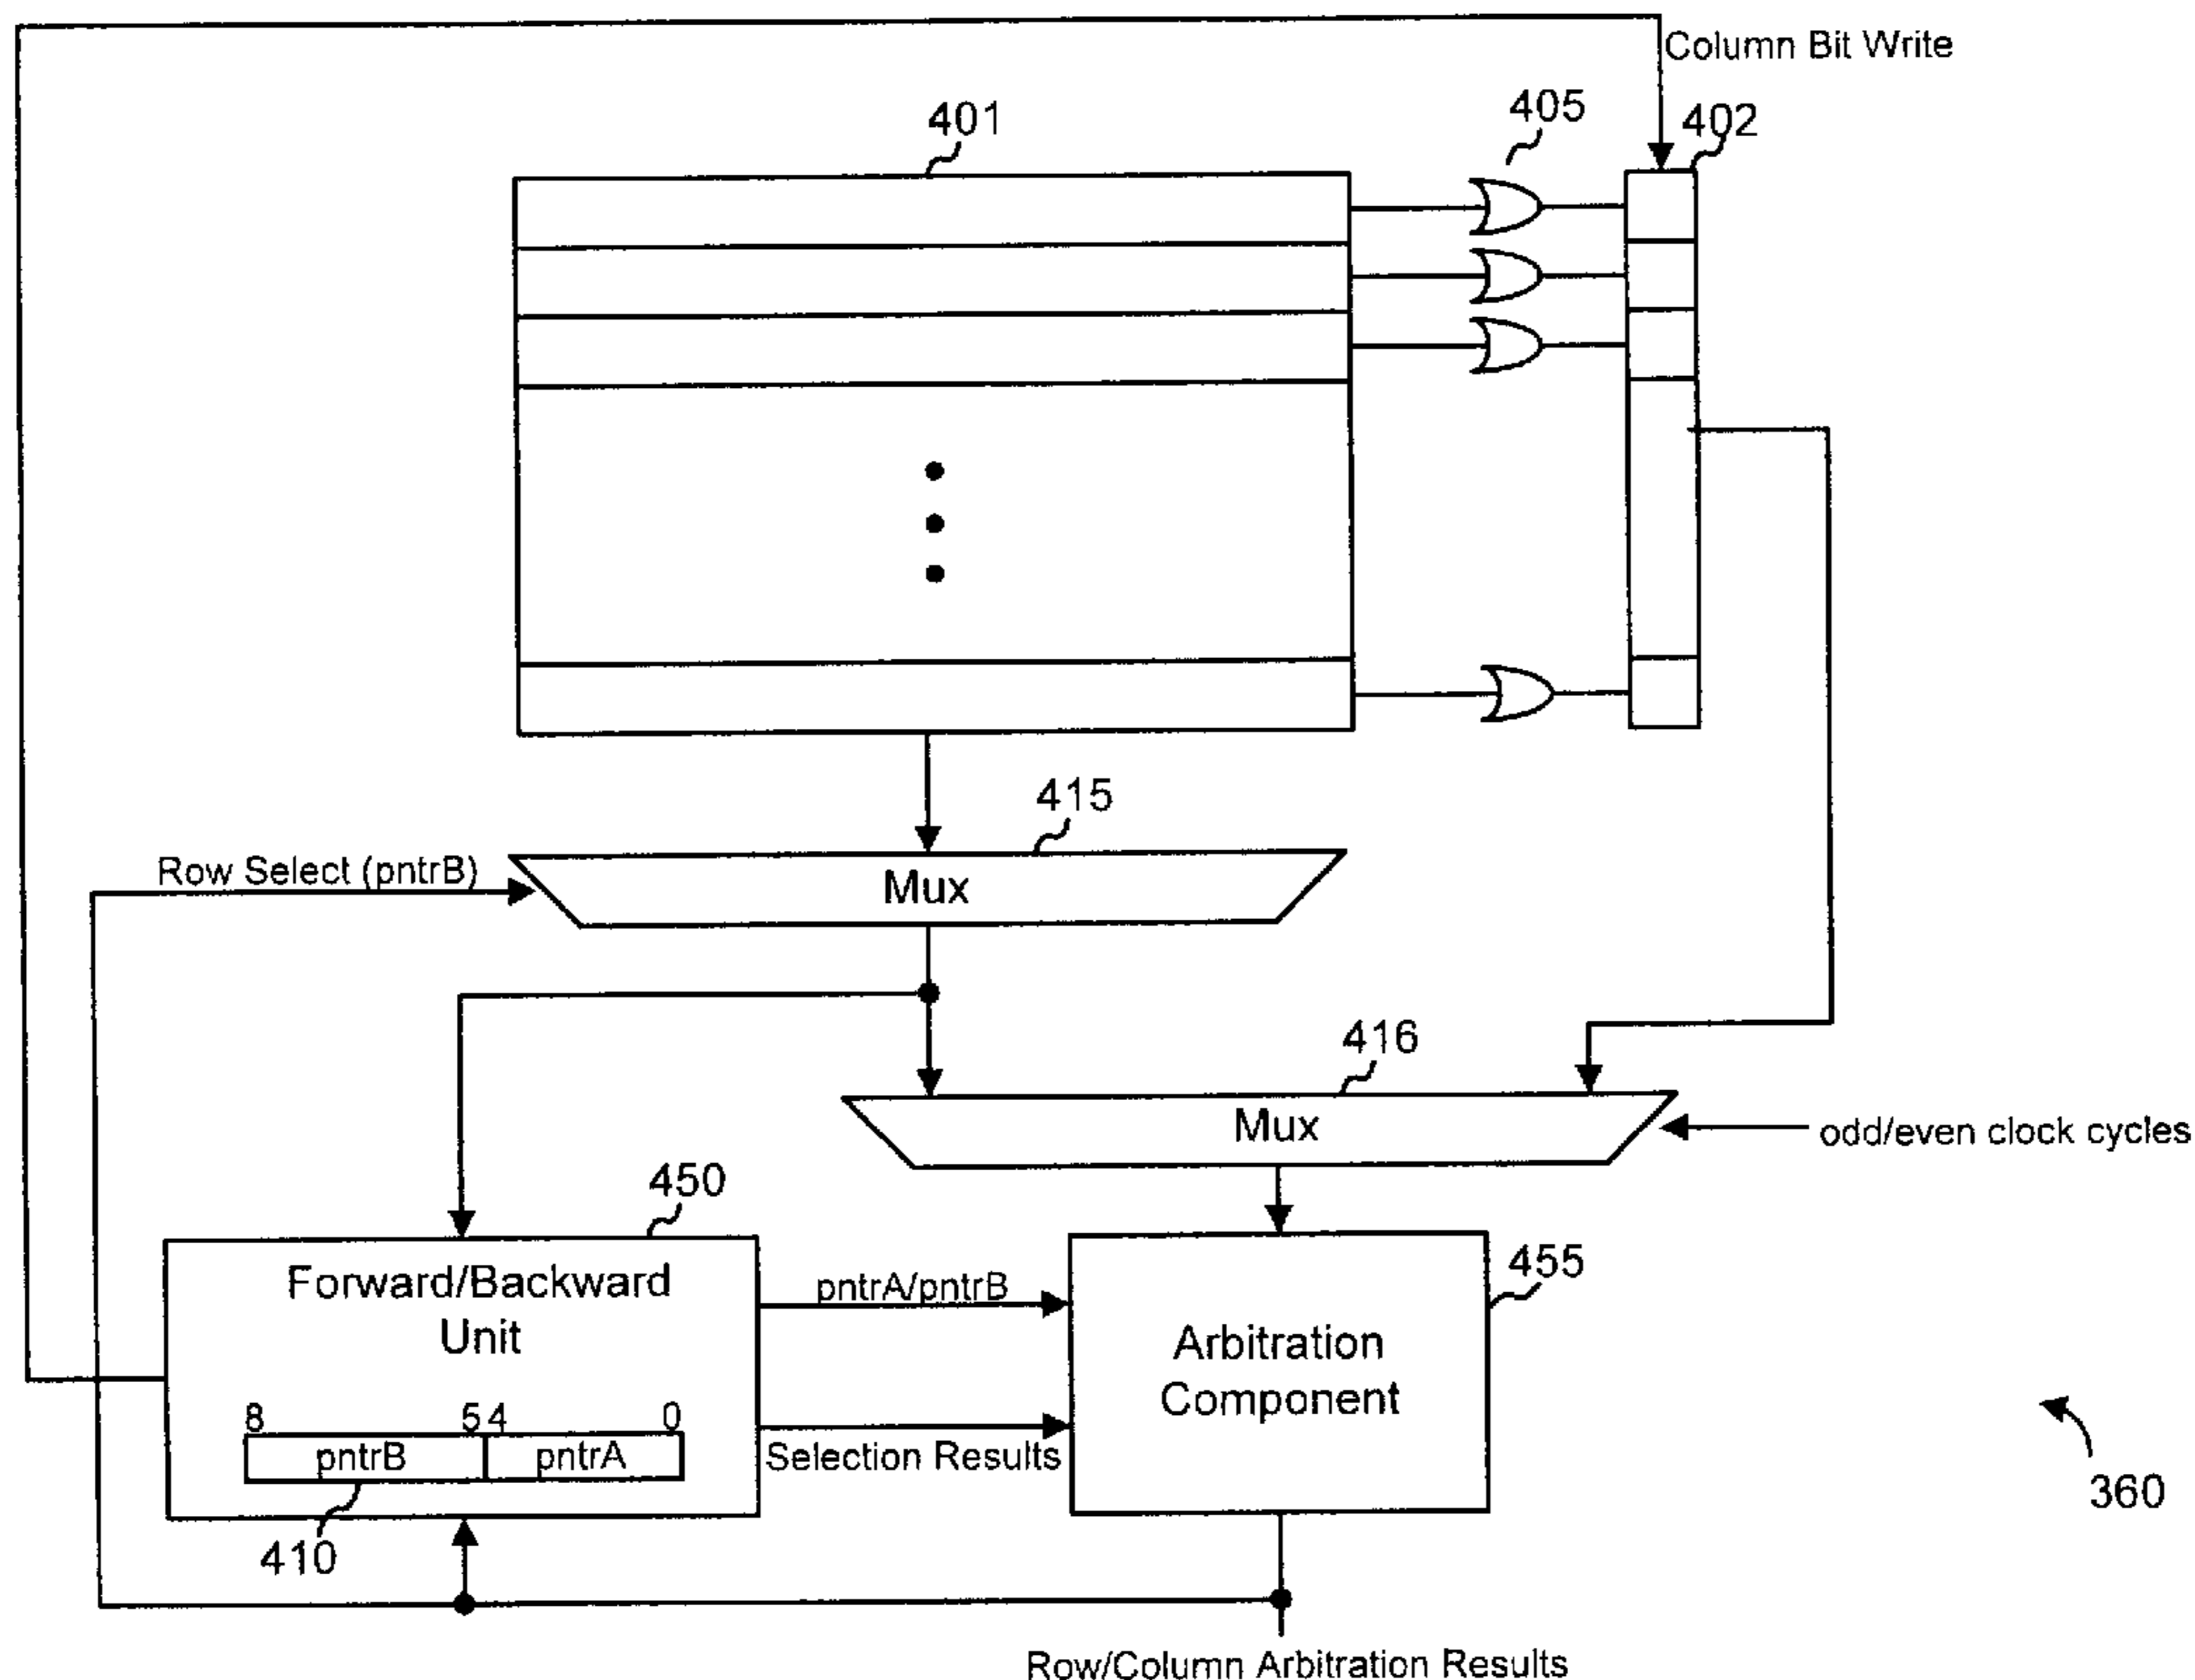 Column Bit Write
405
401
402
415
Row Select (pntrB)
Mux
416
Mux
odd/even clock cycles
450
Forward/Backward
Unit
pntrA/pntrB
455
Arbitration
Component
8 5 4 0
pntrB pntrA
Selection Results
360
410
Row/Column Arbitration Results